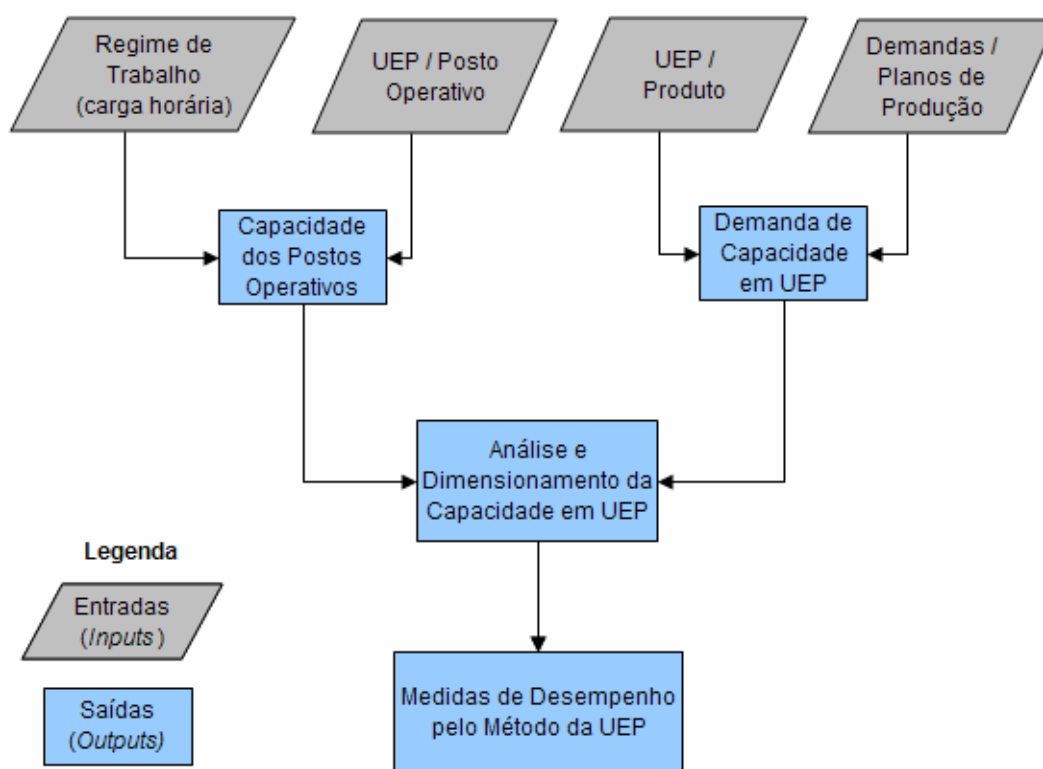 Regime de
Trabalho
(carga horária)
UEP / Posto
Operativo
UEP /
Produto
Demandas /
Planos de
Produção
Capacidade
dos Postos
Operativos
Demanda de
Capacidade
em UEP
Análise e
Dimensionamento da
Capacidade em UEP
Legenda
Entradas
(Inputs)
Saídas
(Outputs)
Medidas de Desempenho
pelo Método da UEP